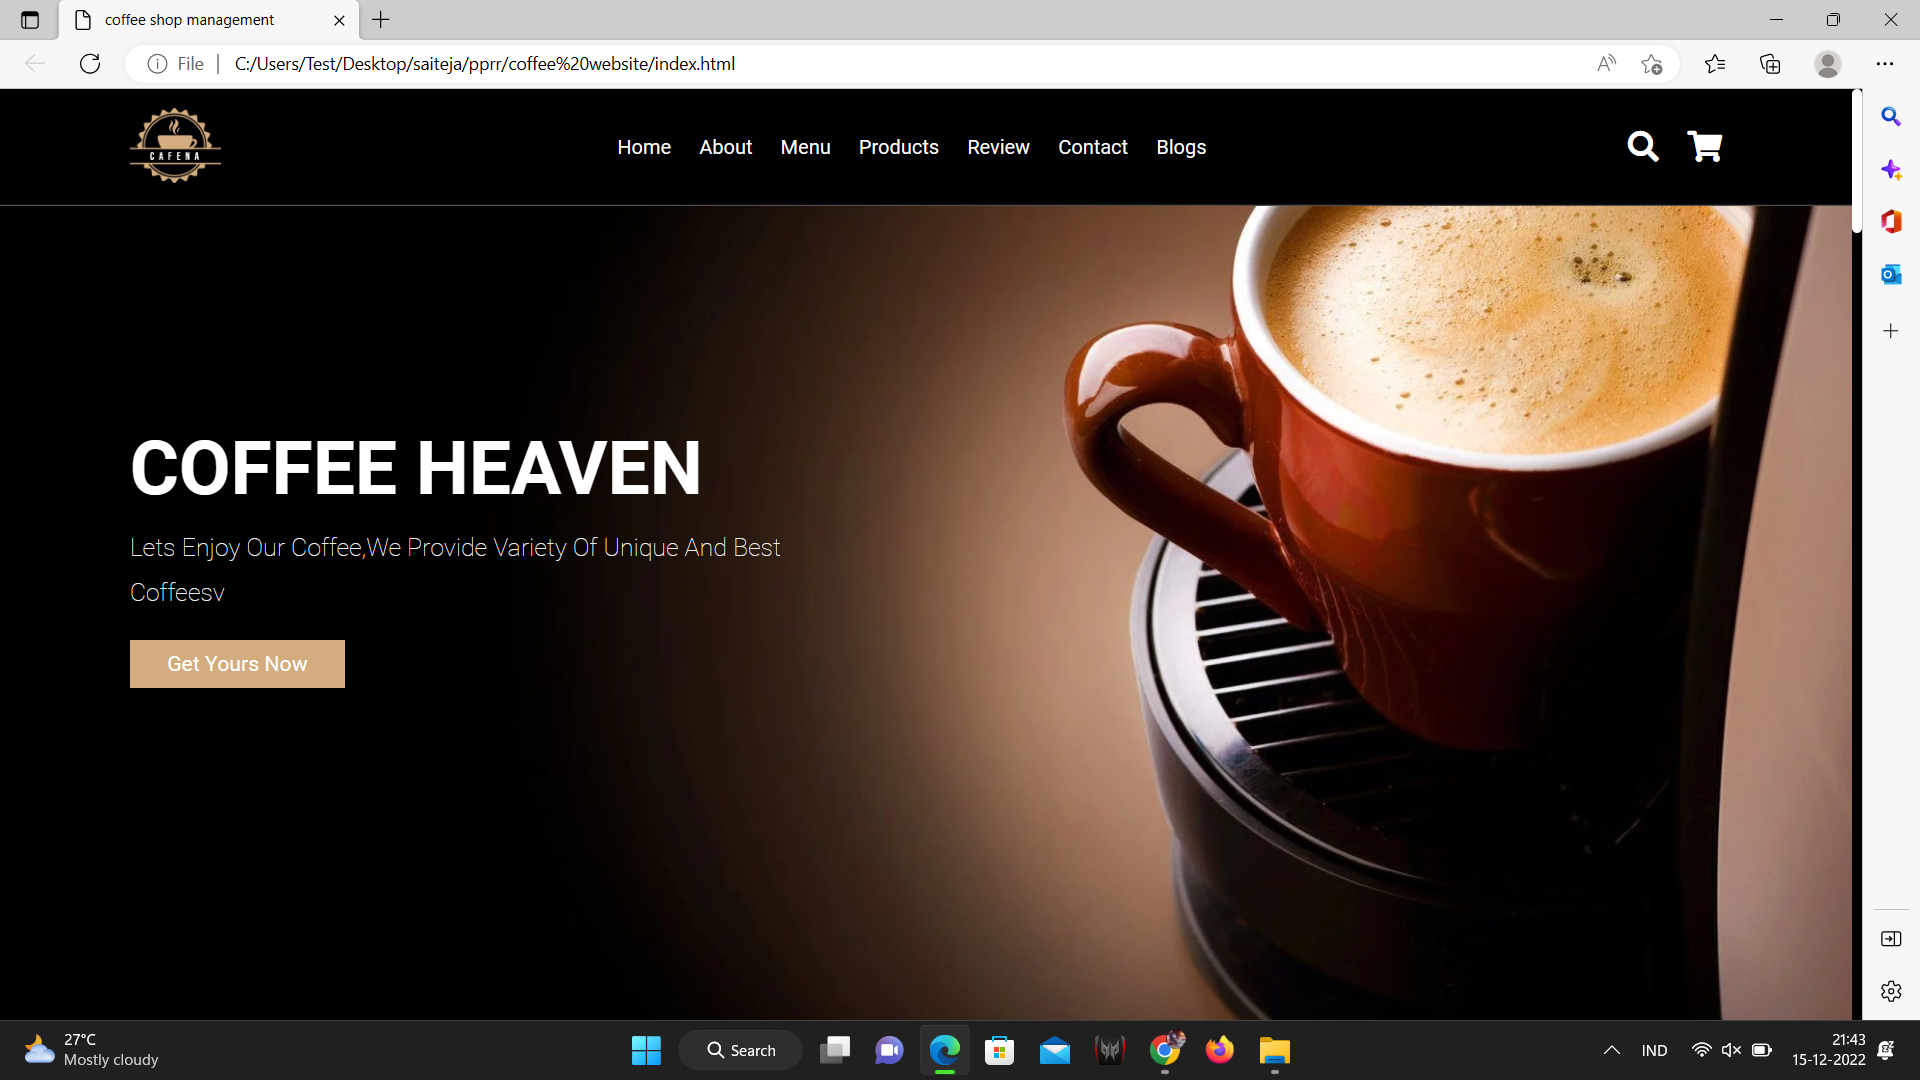 coffee shop management
File
C:/Users/Test/Desktop/saiteja/pprr/coffee%20website/index.html
CAFENA
Home About Menu Products Review Contact Blogs
COFFEE HEAVEN
Lets Enjoy Our Coffee,We Provide Variety Of Unique And Best
Coffeesv
Get Yours Now
27°C
Mostly cloudy
Search
IND
21:43
15-12-2022